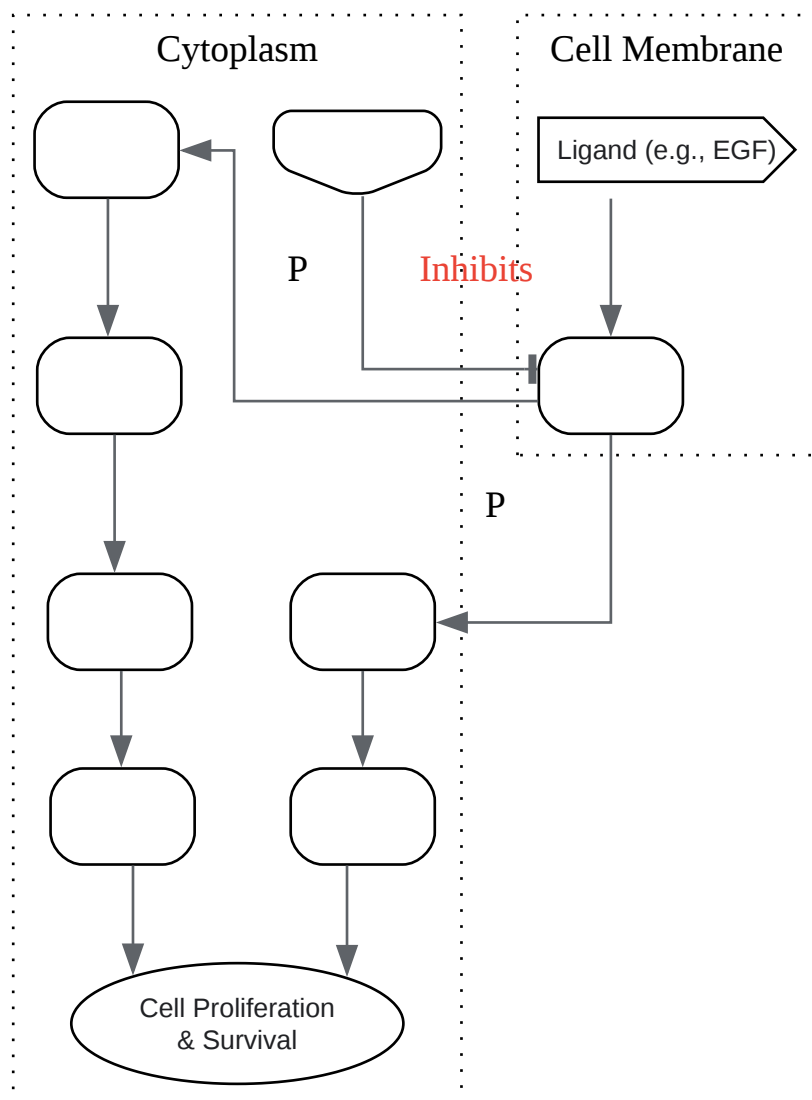 Cytoplasm
Cell Membrane
Ligand (e.g., EGF)
P
Inhibits
P
Cell Proliferation
& Survival